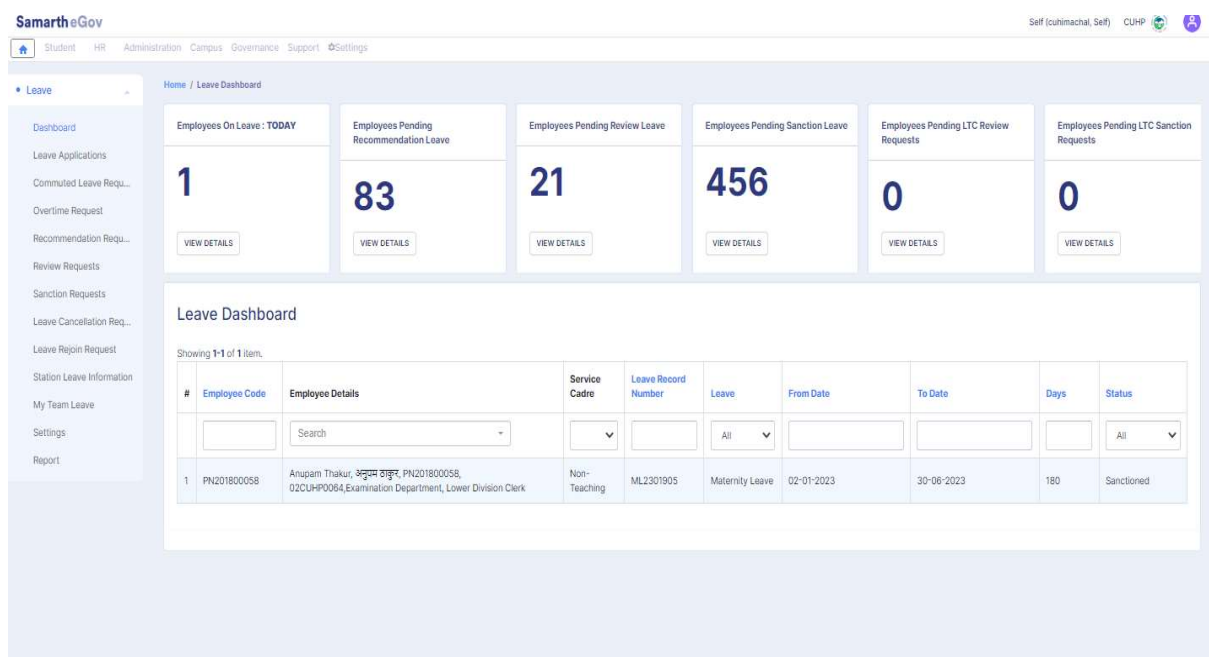 Samarth eGov
Self (cuhimachal, Self) CUHP
Student HR Administration Campus Governance Support Settings
Leave
Dashboard
Leave Applications
Commuted Leave Requ...
Overtime Request
Recommendation Requ...
Review Requests
Sanction Requests
Leave Cancellation Req...
Leave Rejoin Request
Station Leave Information
My Team Leave
Settings
Report
Home / Leave Dashboard
Employees On Leave : TODAY
1
VIEW DETAILS
Employees Pending
Recommendation Leave
83
VIEW DETAILS
Employees Pending Review Leave
21
VIEW DETAILS
Employees Pending Sanction Leave
456
VIEW DETAILS
Employees Pending LTC Review
Requests
0
VIEW DETAILS
Employees Pending LTC Sanction
Requests
0
VIEW DETAILS
Leave Dashboard
Showing 1-1 of 1 item.
# Employee Code Employee Details Service Cadre Leave Record Number Leave From Date To Date Days Status
Search All All
1 PN201800058 Anupam Thakur, अनुपम ठाकुर, PN201800058, 02CUHP0064,Examination Department, Lower Division Clerk Non-Teaching ML2301905 Maternity Leave 02-01-2023 30-06-2023 180 Sanctioned